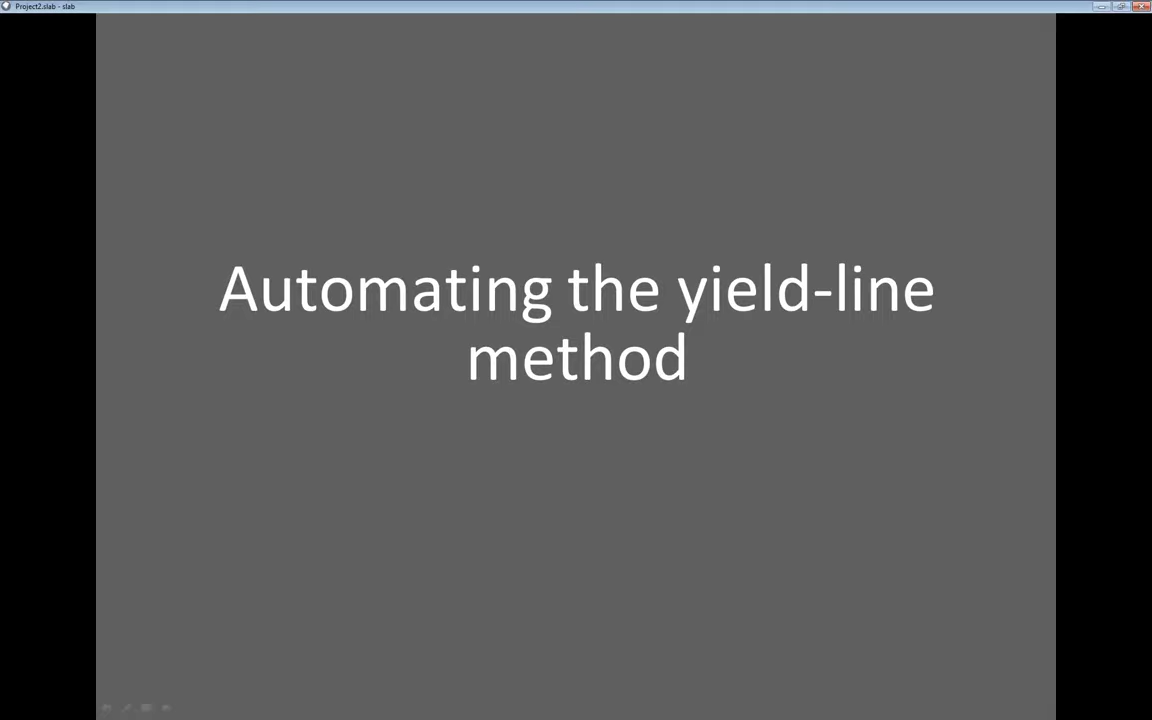 Project2.slab - slab
Automating the yield-line
method